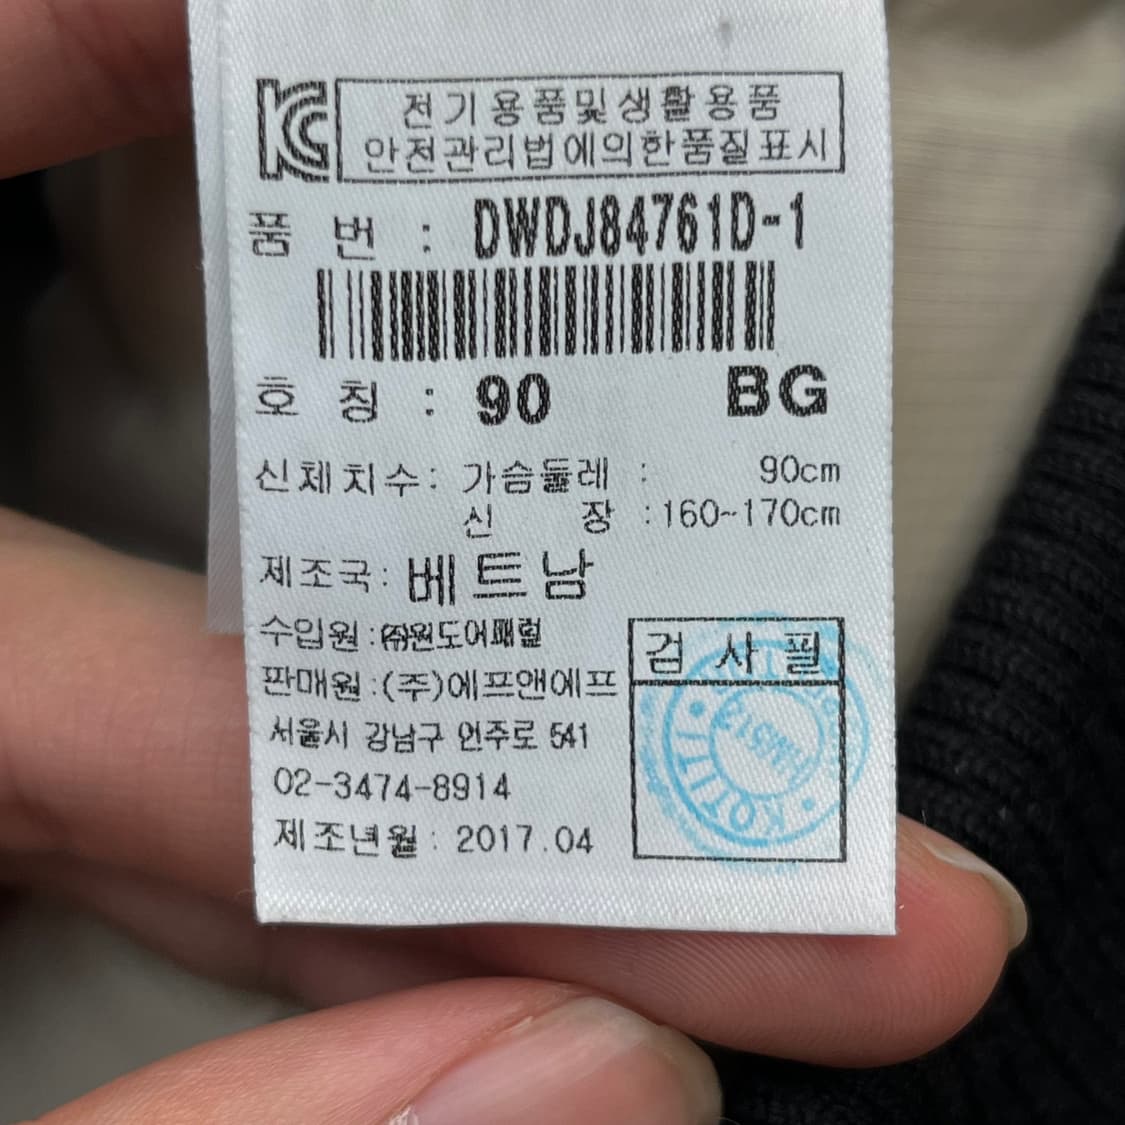 KC 전기용품및생활용품
안전관리법에의한품질표시
품 번 : DWDJ84761D-1
호 칭 : 90 BG
신체치수: 가슴둘레 : 90cm
신 장 :160~170cm
제조국: 베트남
수입원 :㈜원도어패럴
판매원 :(주)에프앤에프
서울시 강남구 언주로 541
02-3474-8914
제조년월 : 2017.04
검 사 필
KOTITI